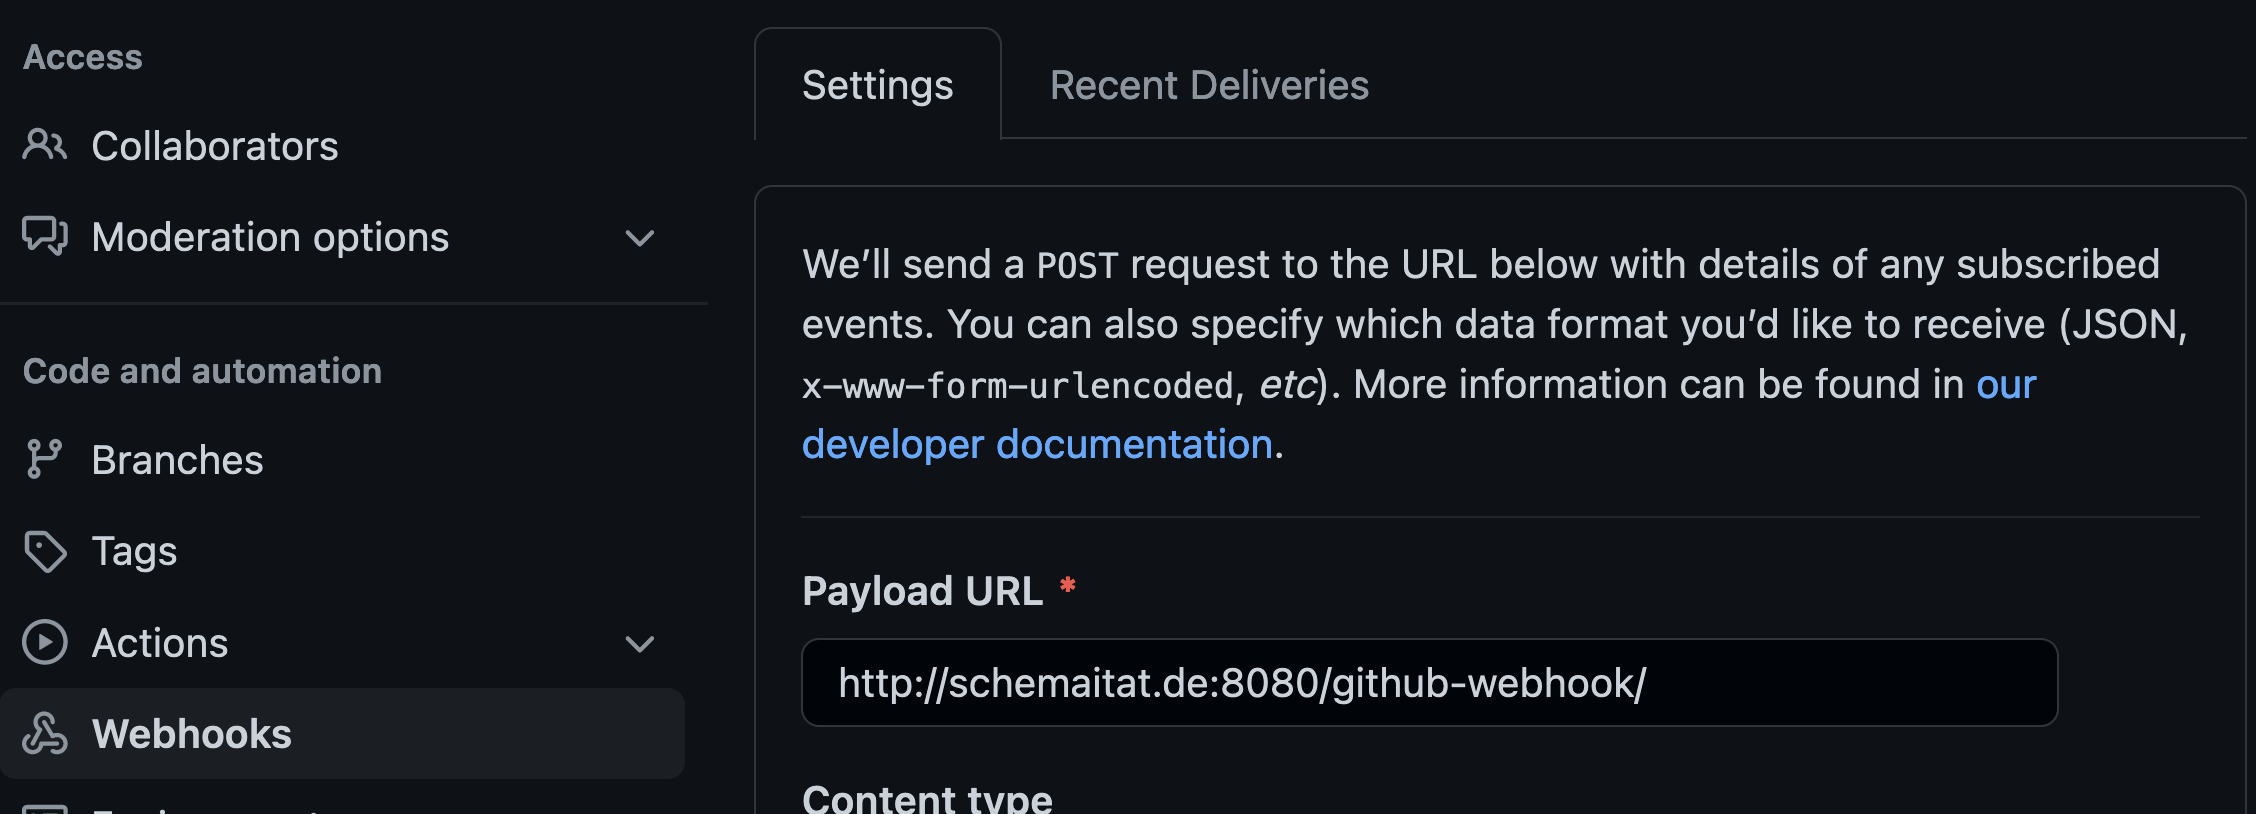 Access
Collaborators
Moderation options
Code and automation
Branches
Tags
Actions
Webhooks
Settings
Recent Deliveries
We’ll send a POST request to the URL below with details of any subscribed
events. You can also specify which data format you’d like to receive (JSON,
x-www-form-urlencoded, etc). More information can be found in our
developer documentation.
Payload URL *
http://schemaitat.de:8080/github-webhook/
Content type